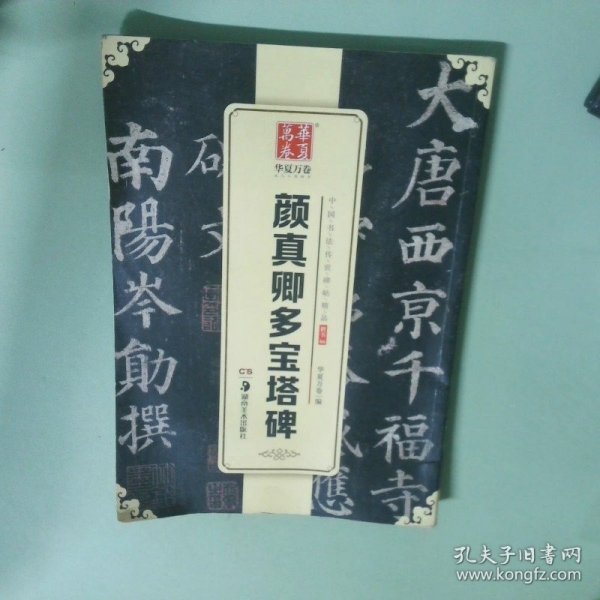 大唐西京千福寺
感應
南陽岑勛撰
華夏
萬卷
®
华夏万卷
中·国·书·法·传·世·碑·帖·精·品
华夏万卷 编
颜真卿多宝塔碑
CS
湖南美术出版社
孔夫子旧书网
www.kongfz.com